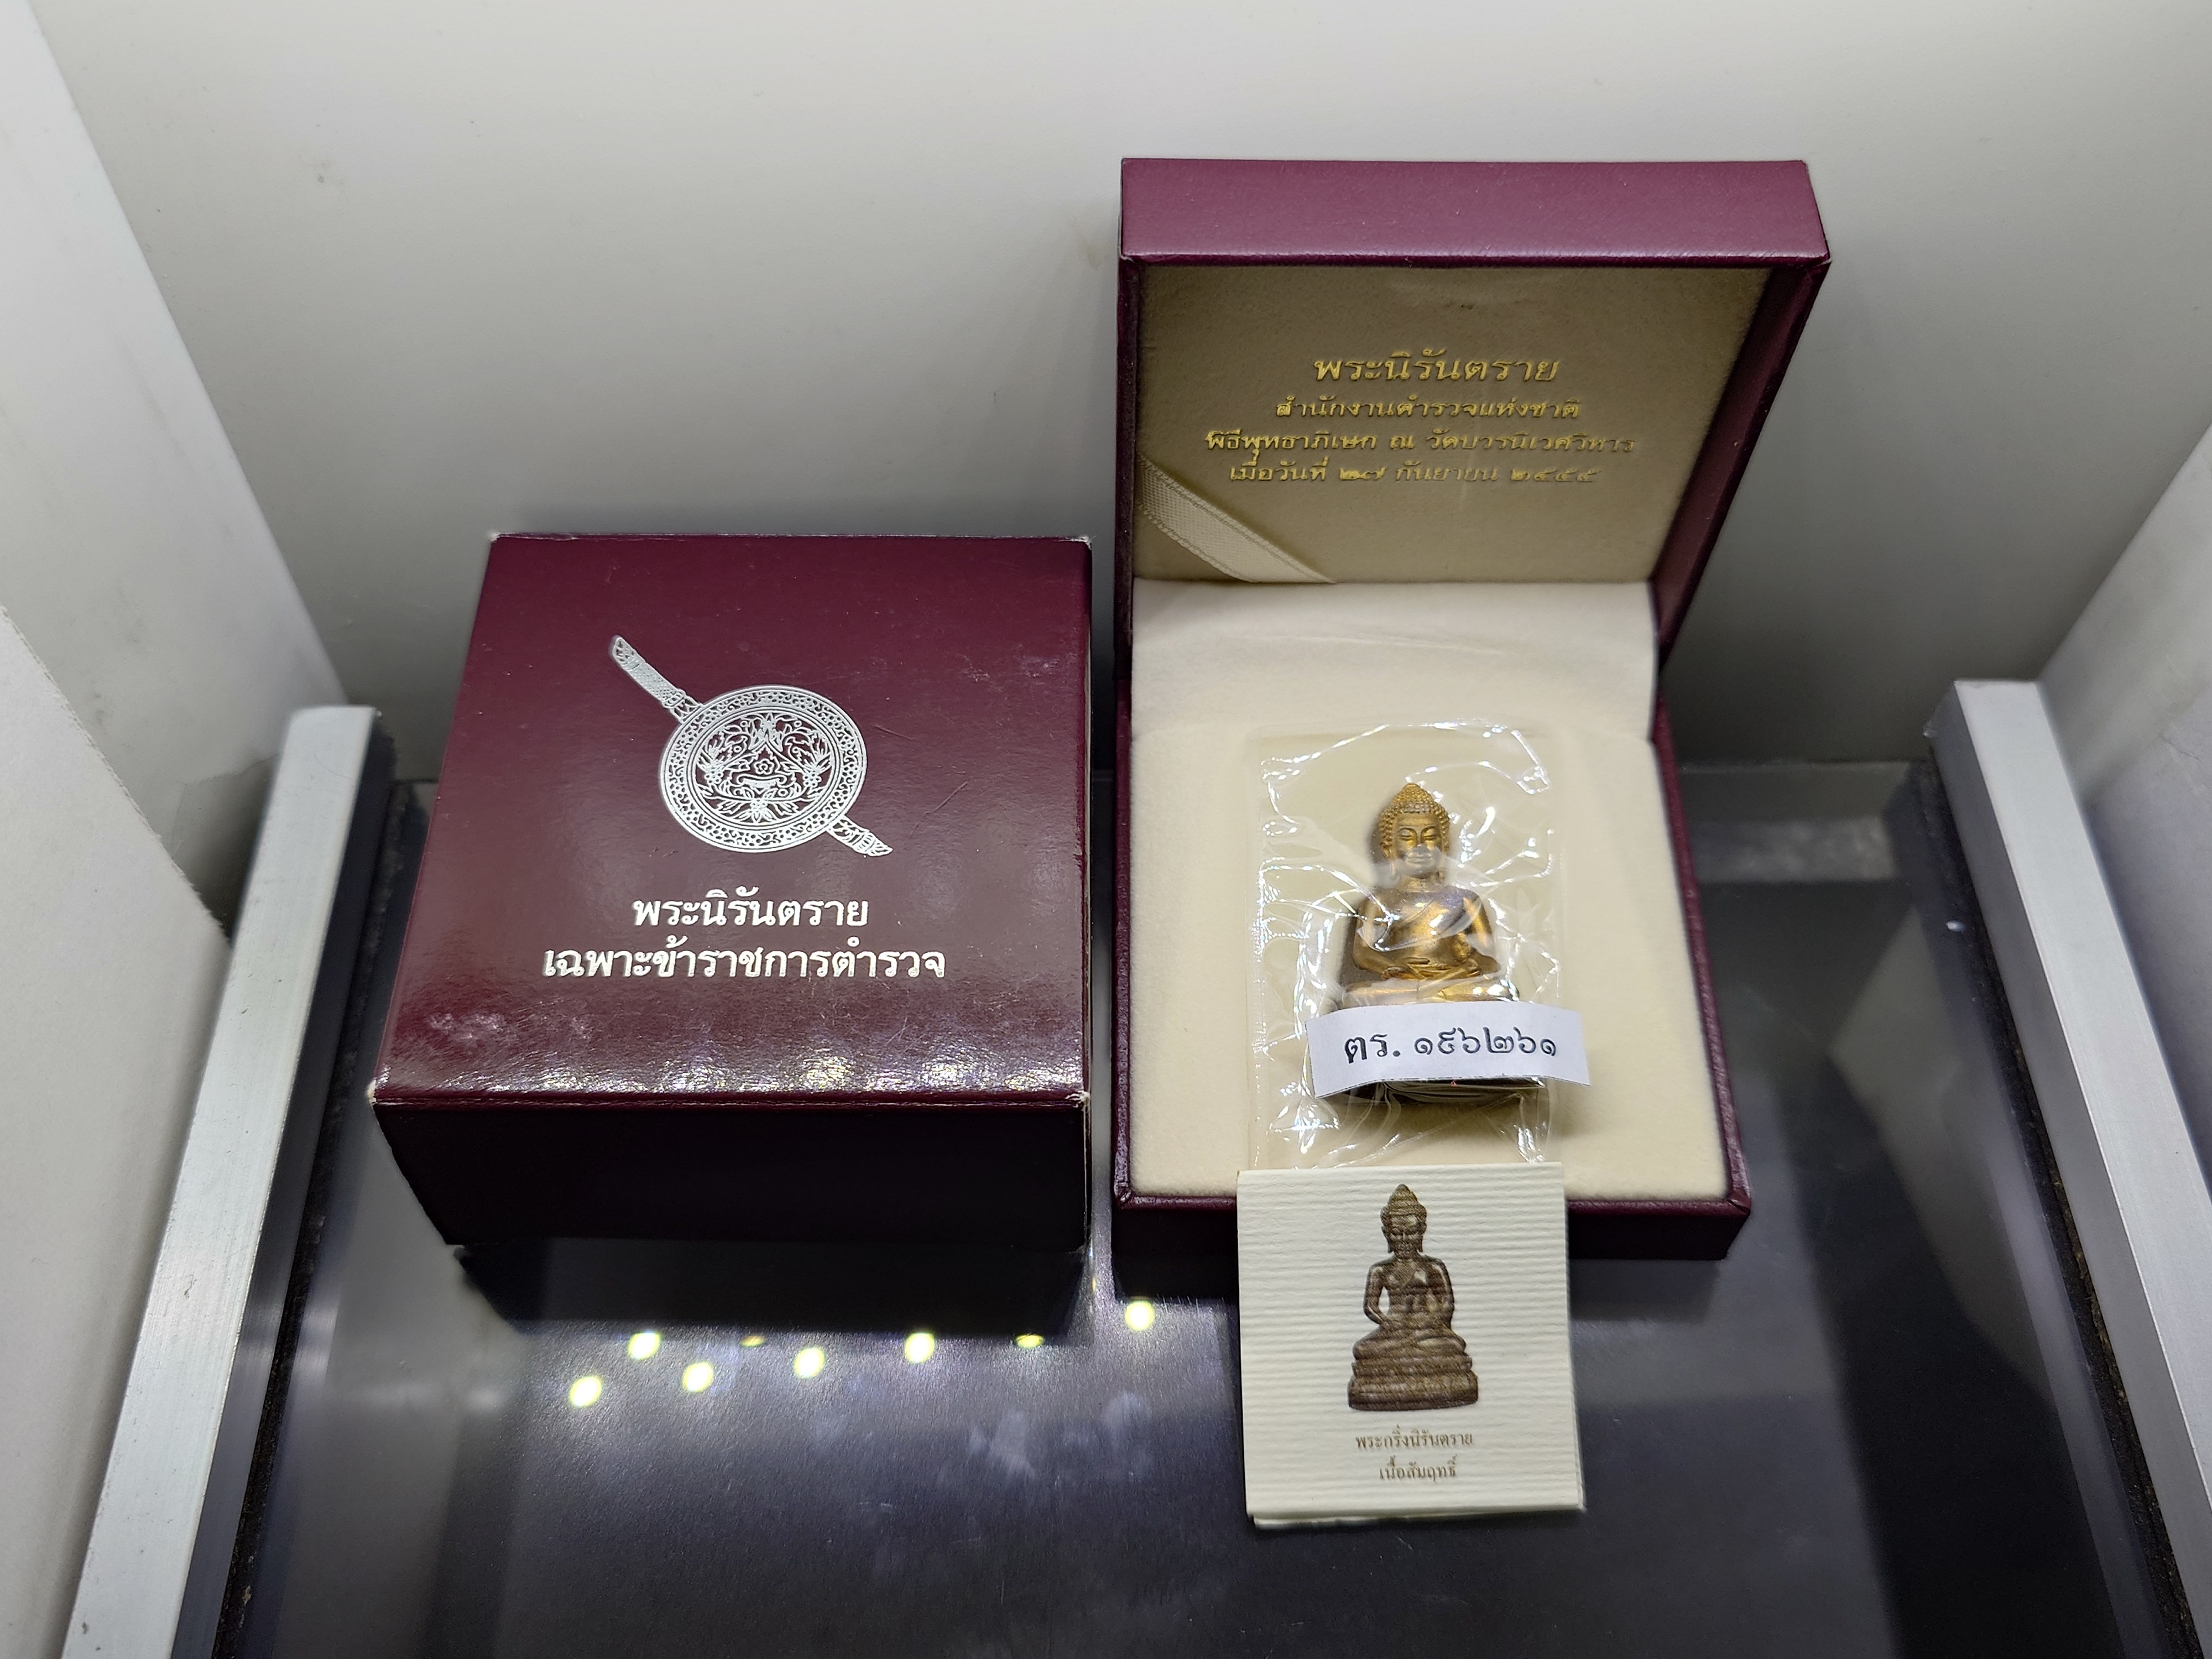 พระนิรันตราย
เฉพาะข้าราชการตำรวจ
พระนิรันตราย
สำนักงานตำรวจแห่งชาติ
พิธีพุทธาภิเษก ณ วัดบวรนิเวศวิหาร
เมื่อวันที่ ๒๗ กันยายน ๒๕๕๕
ตร. ๑๙๖๒๖๑
พระกริ่งนิรันตราย
เนื้อสัมฤทธิ์